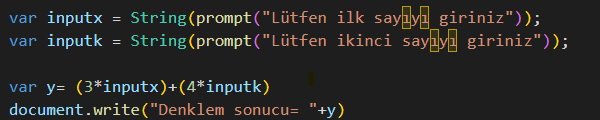 var inputx = String(prompt("Lütfen ilk sayıyı giriniz"));
var inputk = String(prompt("Lütfen ikinci sayıyı giriniz"));
var y= (3*inputx)+(4*inputk)
document.write("Denklem sonucu= "+y)